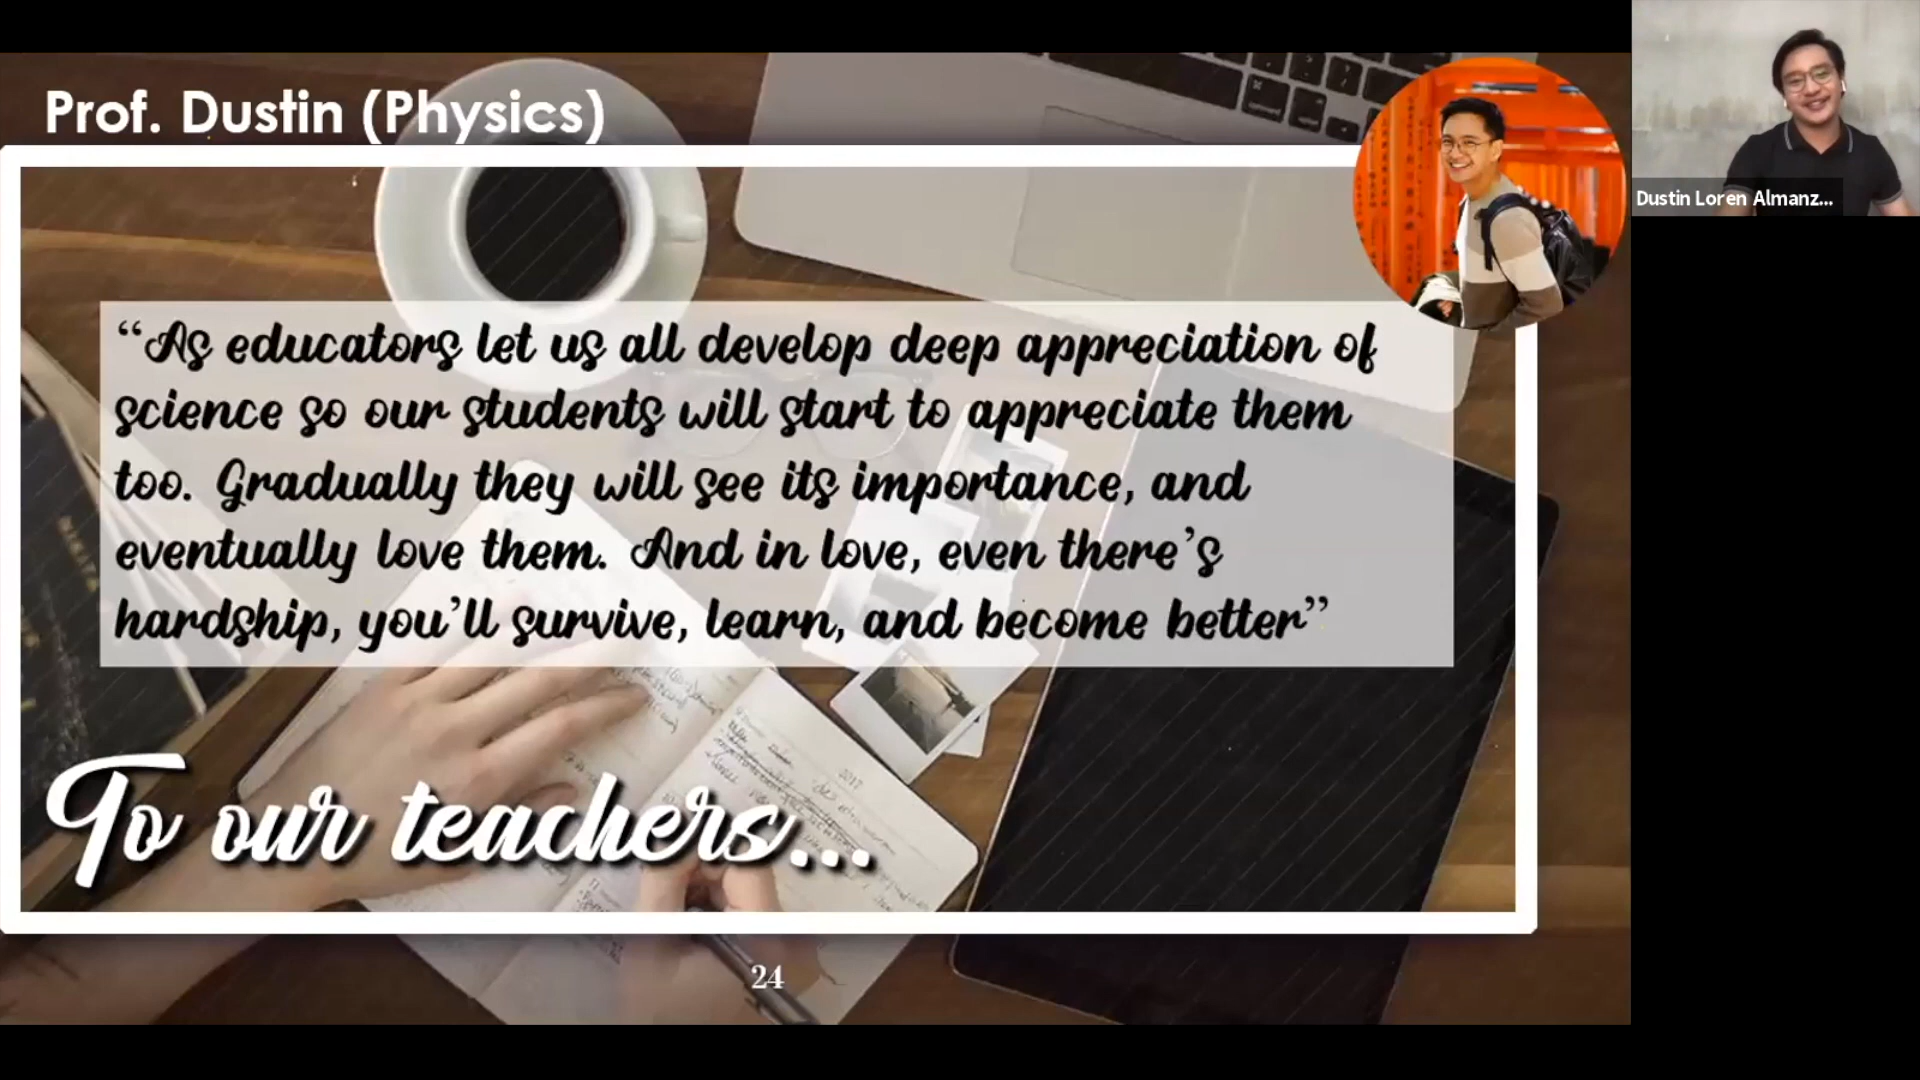 Prof. Dustin (Physics)
Dustin Loren Almanz...
“As educators let us all develop deep appreciation of
science so our students will start to appreciate them
too. Gradually they will see its importance, and
eventually love them. And in love, even there’s
hardship, you’ll survive, learn, and become better”
To our teachers...
24